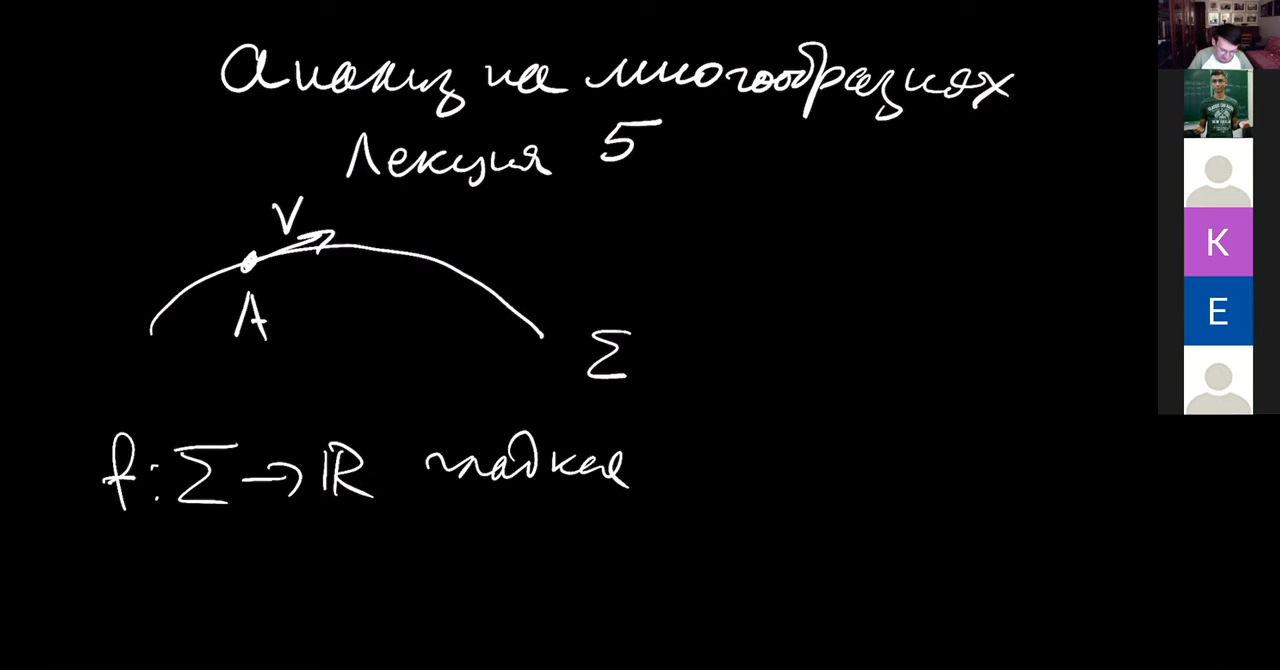 Анализ на многообразиях
Лекция 5
V
A
Σ
f: Σ → ℝ гладкая
K
E